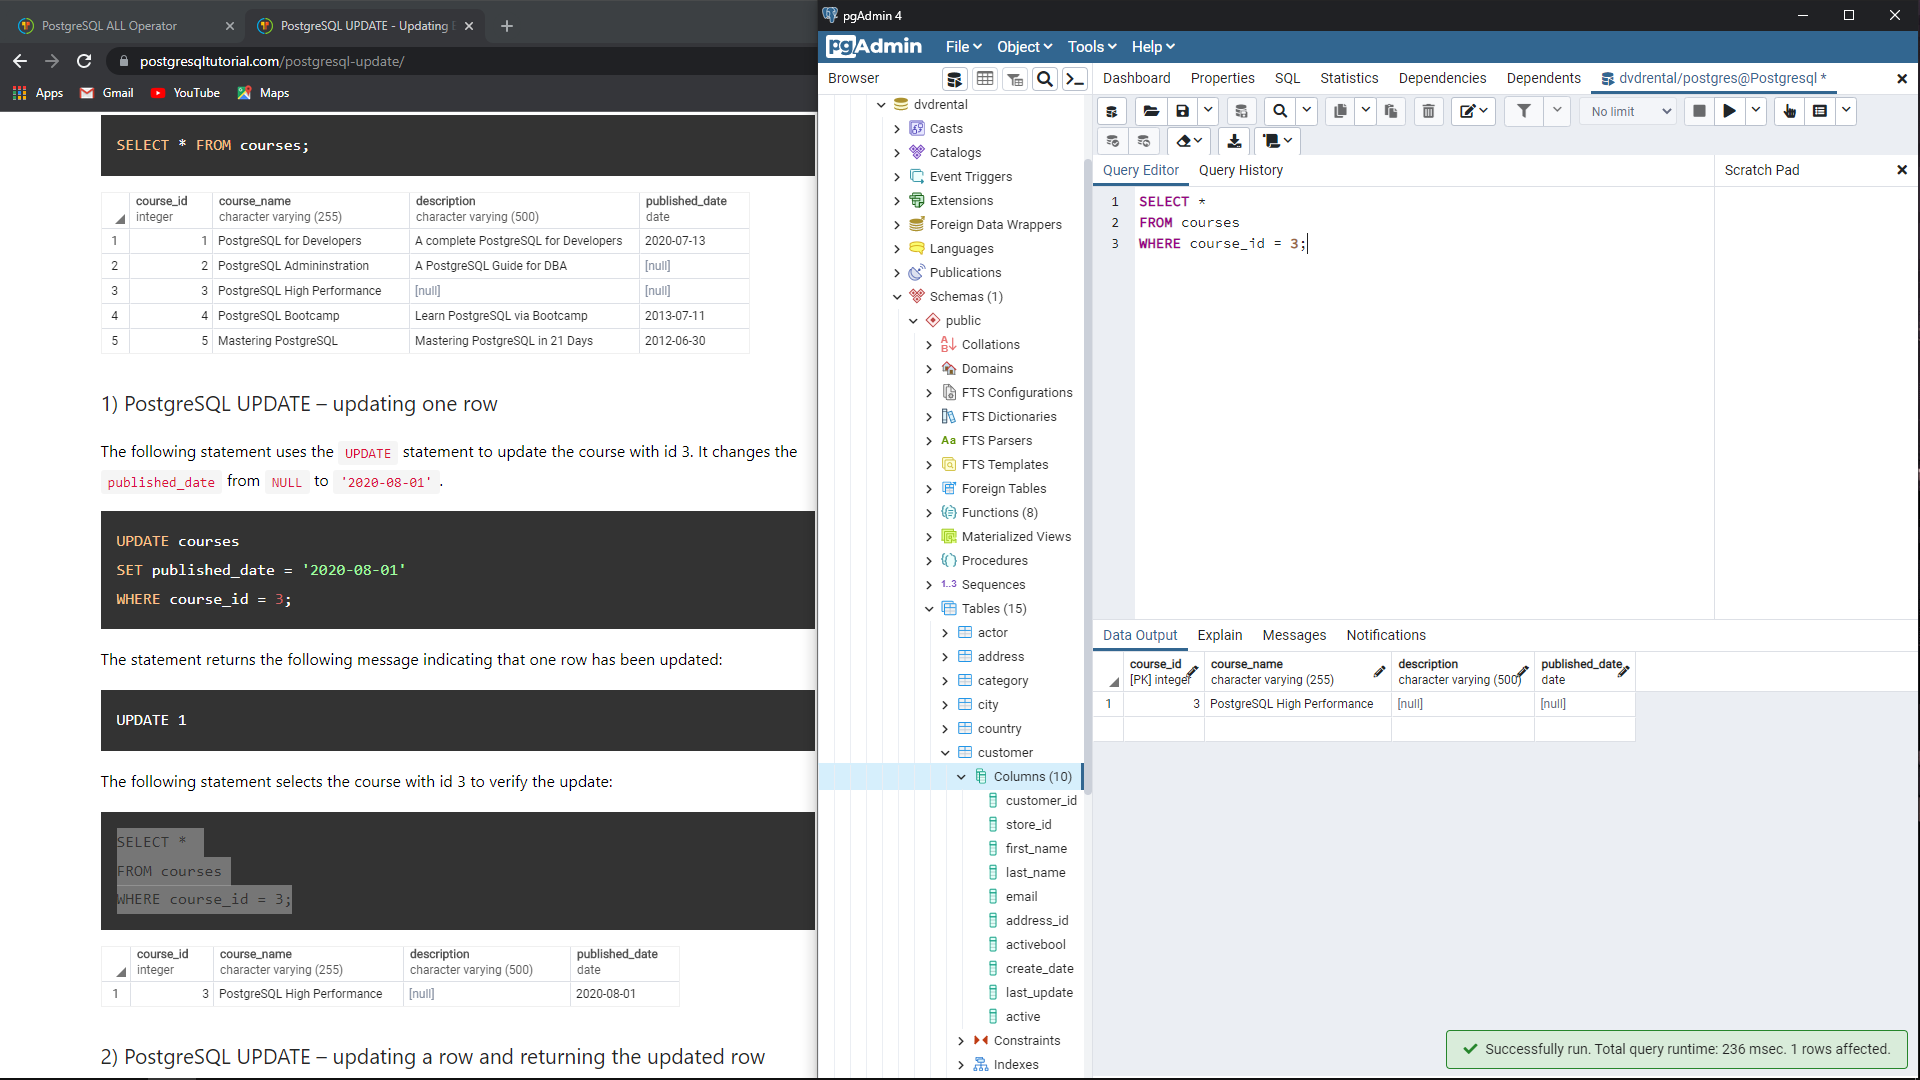 PostgreSQL ALL Operator
PostgreSQL UPDATE - Updating
postgresqltutorial.com/postgresql-update/
Apps
Gmail
YouTube
Maps
SELECT * FROM courses;
course_id course_name description published_date
integer character varying (255) character varying (500) date
1 1 PostgreSQL for Developers A complete PostgreSQL for Developers 2020-07-13
2 2 PostgreSQL Admininstration A PostgreSQL Guide for DBA [null]
3 3 PostgreSQL High Performance [null] [null]
4 4 PostgreSQL Bootcamp Learn PostgreSQL via Bootcamp 2013-07-11
5 5 Mastering PostgreSQL Mastering PostgreSQL in 21 Days 2012-06-30
1) PostgreSQL UPDATE – updating one row
The following statement uses the UPDATE statement to update the course with id 3. It changes the
published_date from NULL to '2020-08-01' .
UPDATE courses
SET published_date = '2020-08-01'
WHERE course_id = 3;
The statement returns the following message indicating that one row has been updated:
UPDATE 1
The following statement selects the course with id 3 to verify the update:
SELECT *
FROM courses
WHERE course_id = 3;
course_id course_name description published_date
integer character varying (255) character varying (500) date
1 3 PostgreSQL High Performance [null] 2020-08-01
2) PostgreSQL UPDATE – updating a row and returning the updated row
pgAdmin 4
pgAdmin
File Object Tools Help
Browser
dvdrental
Casts
Catalogs
Event Triggers
Extensions
Foreign Data Wrappers
Languages
Publications
Schemas (1)
public
Collations
Domains
FTS Configurations
FTS Dictionaries
Aa FTS Parsers
FTS Templates
Foreign Tables
Functions (8)
Materialized Views
Procedures
1..3 Sequences
Tables (15)
actor
address
category
city
country
customer
Columns (10)
customer_id
store_id
first_name
last_name
email
address_id
activebool
create_date
last_update
active
Constraints
Indexes
Dashboard Properties SQL Statistics Dependencies Dependents dvdrental/postgres@Postgresql *
No limit
Query Editor Query History
Scratch Pad
1 SELECT *
2 FROM courses
3 WHERE course_id = 3;
Data Output Explain Messages Notifications
course_id course_name description published_date
[PK] integer character varying (255) character varying (500) date
1 3 PostgreSQL High Performance [null] [null]
Successfully run. Total query runtime: 236 msec. 1 rows affected.